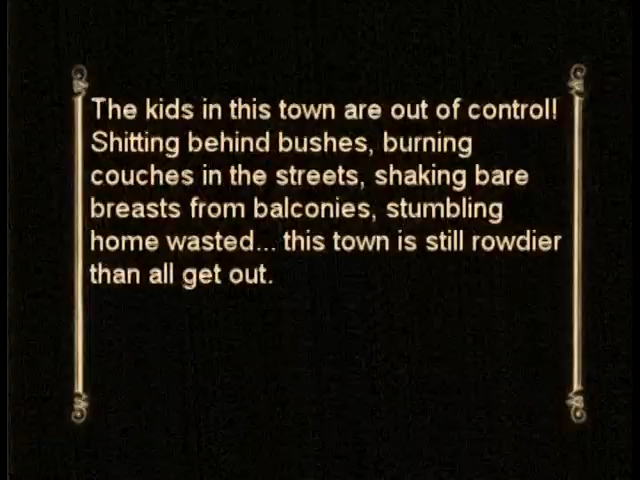 The kids in this town are out of control!
Shitting behind bushes, burning
couches in the streets, shaking bare
breasts from balconies, stumbling
home wasted... this town is still rowdier
than all get out.